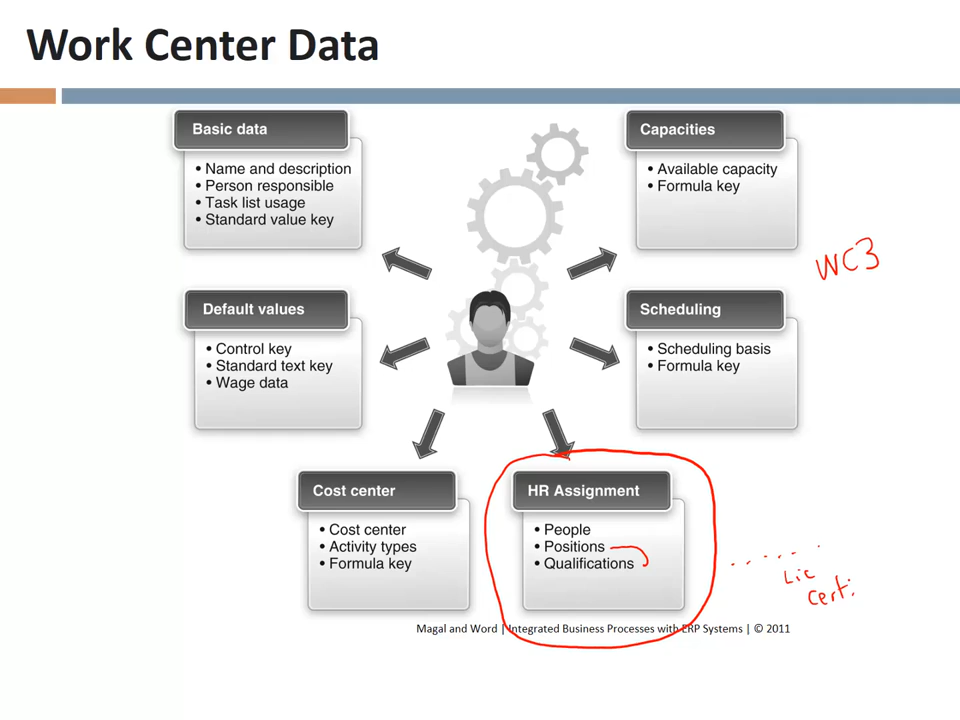 Work Center Data
Basic data
• Name and description
• Person responsible
• Task list usage
• Standard value key
Capacities
• Available capacity
• Formula key
WC3
Default values
• Control key
• Standard text key
• Wage data
Scheduling
• Scheduling basis
• Formula key
Cost center
• Cost center
• Activity types
• Formula key
HR Assignment
• People
• Positions
• Qualifications
Lic
Cert.
Magal and Word | Integrated Business Processes with ERP Systems | © 2011